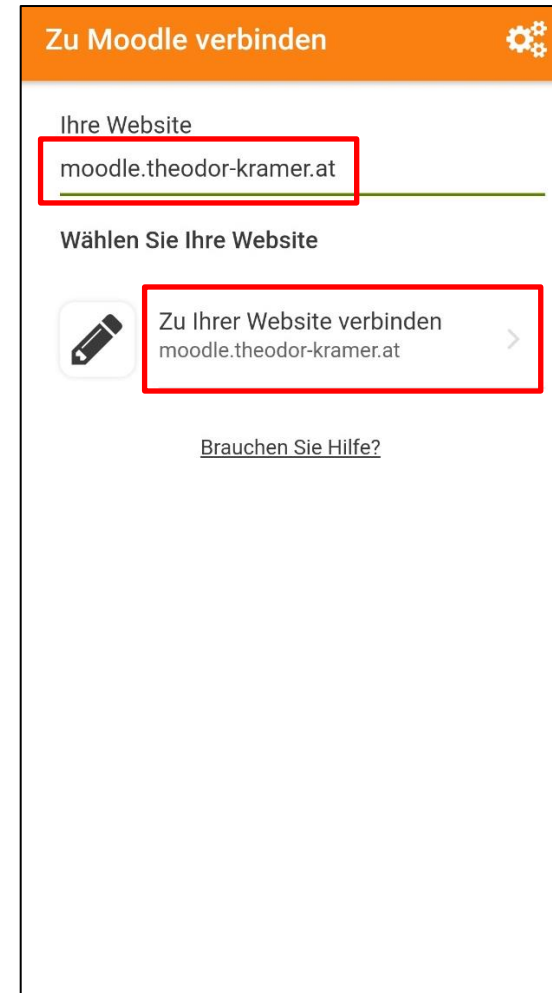 Zu Moodle verbinden
Ihre Website
moodle.theodor-kramer.at
Wählen Sie Ihre Website
Zu Ihrer Website verbinden
moodle.theodor-kramer.at
Brauchen Sie Hilfe?